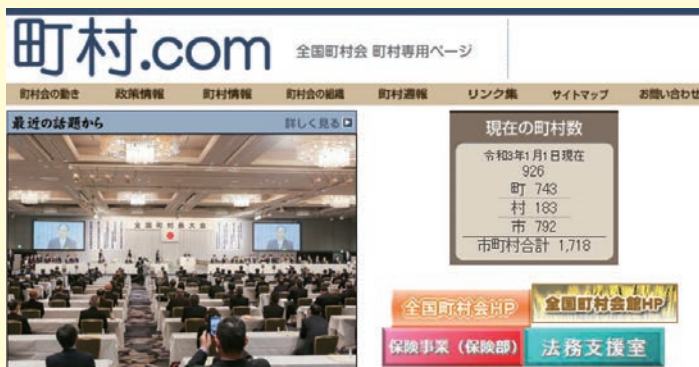 町村.com
全国町村会 町村専用ページ
町村会の動き 政策情報 町村情報 町村会の組織 町村週報 リンク集 サイトマップ お問い合わせ
最近の話題から 詳しく見る
全国町村長大会
現在の町村数
令和3年1月1日現在
926
町 743
村 183
市 792
市町村合計 1,718
全国町村会HP
全国町村会館HP
保険事業(保険部)
法務支援室